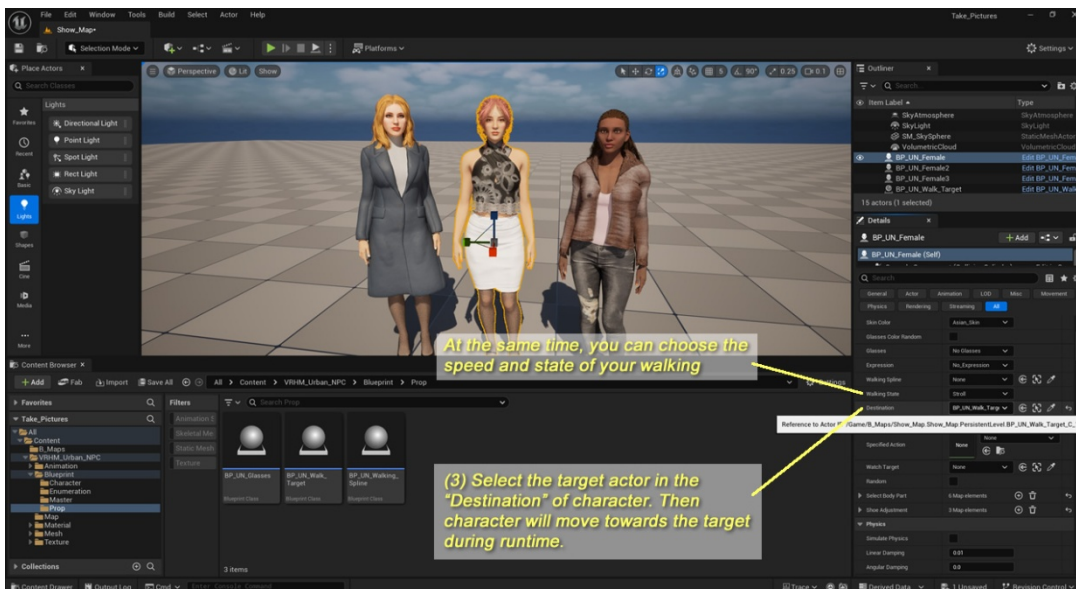 File Edit Window Tools Build Select Actor Help
Take_Pictures
Show_Map•
Selection Mode
Platforms
Settings
Place Actors
Search Classes
Favorites
Recent
Basic
Lights
Shapes
Cine
Media
More
Lights
Directional Light
Point Light
Spot Light
Rect Light
Sky Light
Perspective Lit Show
5 90° 0.25 0.1
Outliner
Search...
Item Label Type
SkyAtmosphere SkyAtmosphere
SkyLight SkyLight
SM_SkySphere StaticMeshActor
VolumetricCloud VolumetricCloud
BP_UN_Female Edit BP_UN_Fem
BP_UN_Female2 Edit BP_UN_Fem
BP_UN_Female3 Edit BP_UN_Fem
BP_UN_Walk_Target Edit BP_UN_Walk
15 actors (1 selected)
Details
BP_UN_Female + Add
BP_UN_Female (Self)
Search
General Actor Animation LOD Misc Movement
Physics Rendering Streaming All
Skin Color Asian_Skin
Glasses Color Random
Glasses No Glasses
Expression No_Expression
Walking Spline None
Walking State Stroll
Destination BP_UN_Walk_Targe
Reference to Actor
/Game/B_Maps/Show_Map.Show_Map:PersistentLevel.BP_UN_Walk_Target_C_
Specified Action None None
Watch Target None
Random
Select Body Part 6 Map elements
Shoe Adjustment 3 Map elements
Physics
Simulate Physics
Linear Damping 0.01
Angular Damping 0.0
At the same time, you can choose the
speed and state of your walking
(3) Select the target actor in the
“Destination” of character. Then
character will move towards the target
during runtime.
Content Browser
+ Add Fab Import Save All All > Content > VRHM_Urban_NPC > Blueprint > Prop
Settings
Favorites
Take_Pictures
All
Content
B_Maps
VRHM_Urban_NPC
Animation
Blueprint
Character
Enumeration
Master
Prop
Map
Material
Mesh
Texture
Collections
Filters
Animation S
Skeletal Me
Static Mesh
Texture
Search Prop
BP_UN_Glasses
Blueprint Class
BP_UN_Walk_
Target
Blueprint Class
BP_UN_Walking_
Spline
Blueprint Class
3 items
Content Drawer Output Log Cmd Enter Console Command
Trace Derived Data 1 Unsaved Revision Control